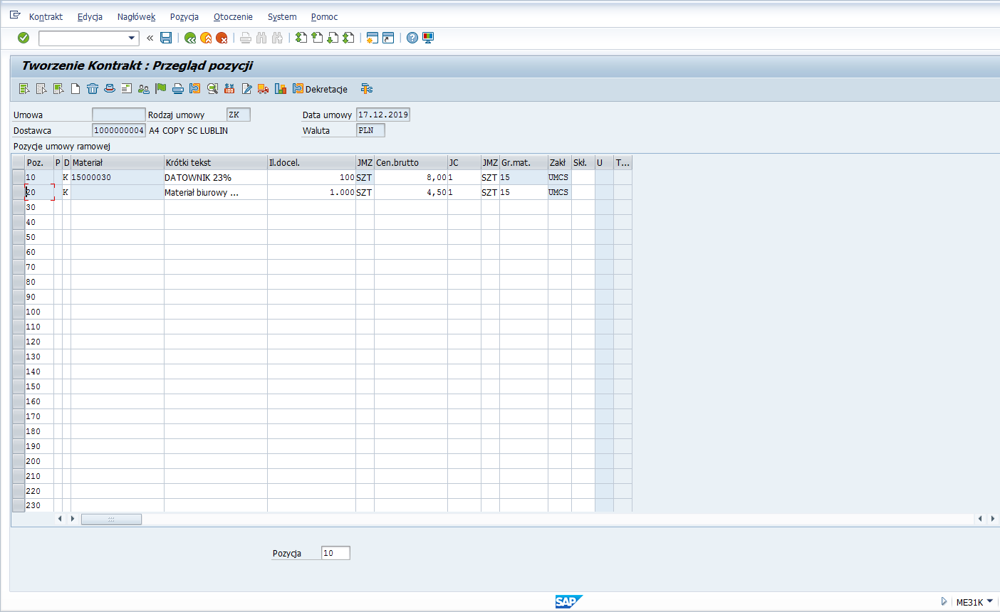 Kontrakt Edycja Nagłówek Pozycja Otoczenie System Pomoc
Tworzenie Kontrakt : Przegląd pozycji
Dekretacje
Umowa Rodzaj umowy ZK Data umowy 17.12.2019
Dostawca 1000000004 A4 COPY SC LUBLIN Waluta PLN
Pozycje umowy ramowej
Poz. P D Materiał Krótki tekst Il.docel. JMZ Cen.brutto JC JMZ Gr.mat. Zakł Skł. U T...
10 K 15000030 DATOWNIK 23% 100 SZT 8,00 1 SZT 15 UMCS
20 K Materiał biurowy ... 1.000 SZT 4,50 1 SZT 15 UMCS
30
40
50
60
70
80
90
100
110
120
130
140
150
160
170
180
190
200
210
220
230
Pozycja 10
SAP ME31K